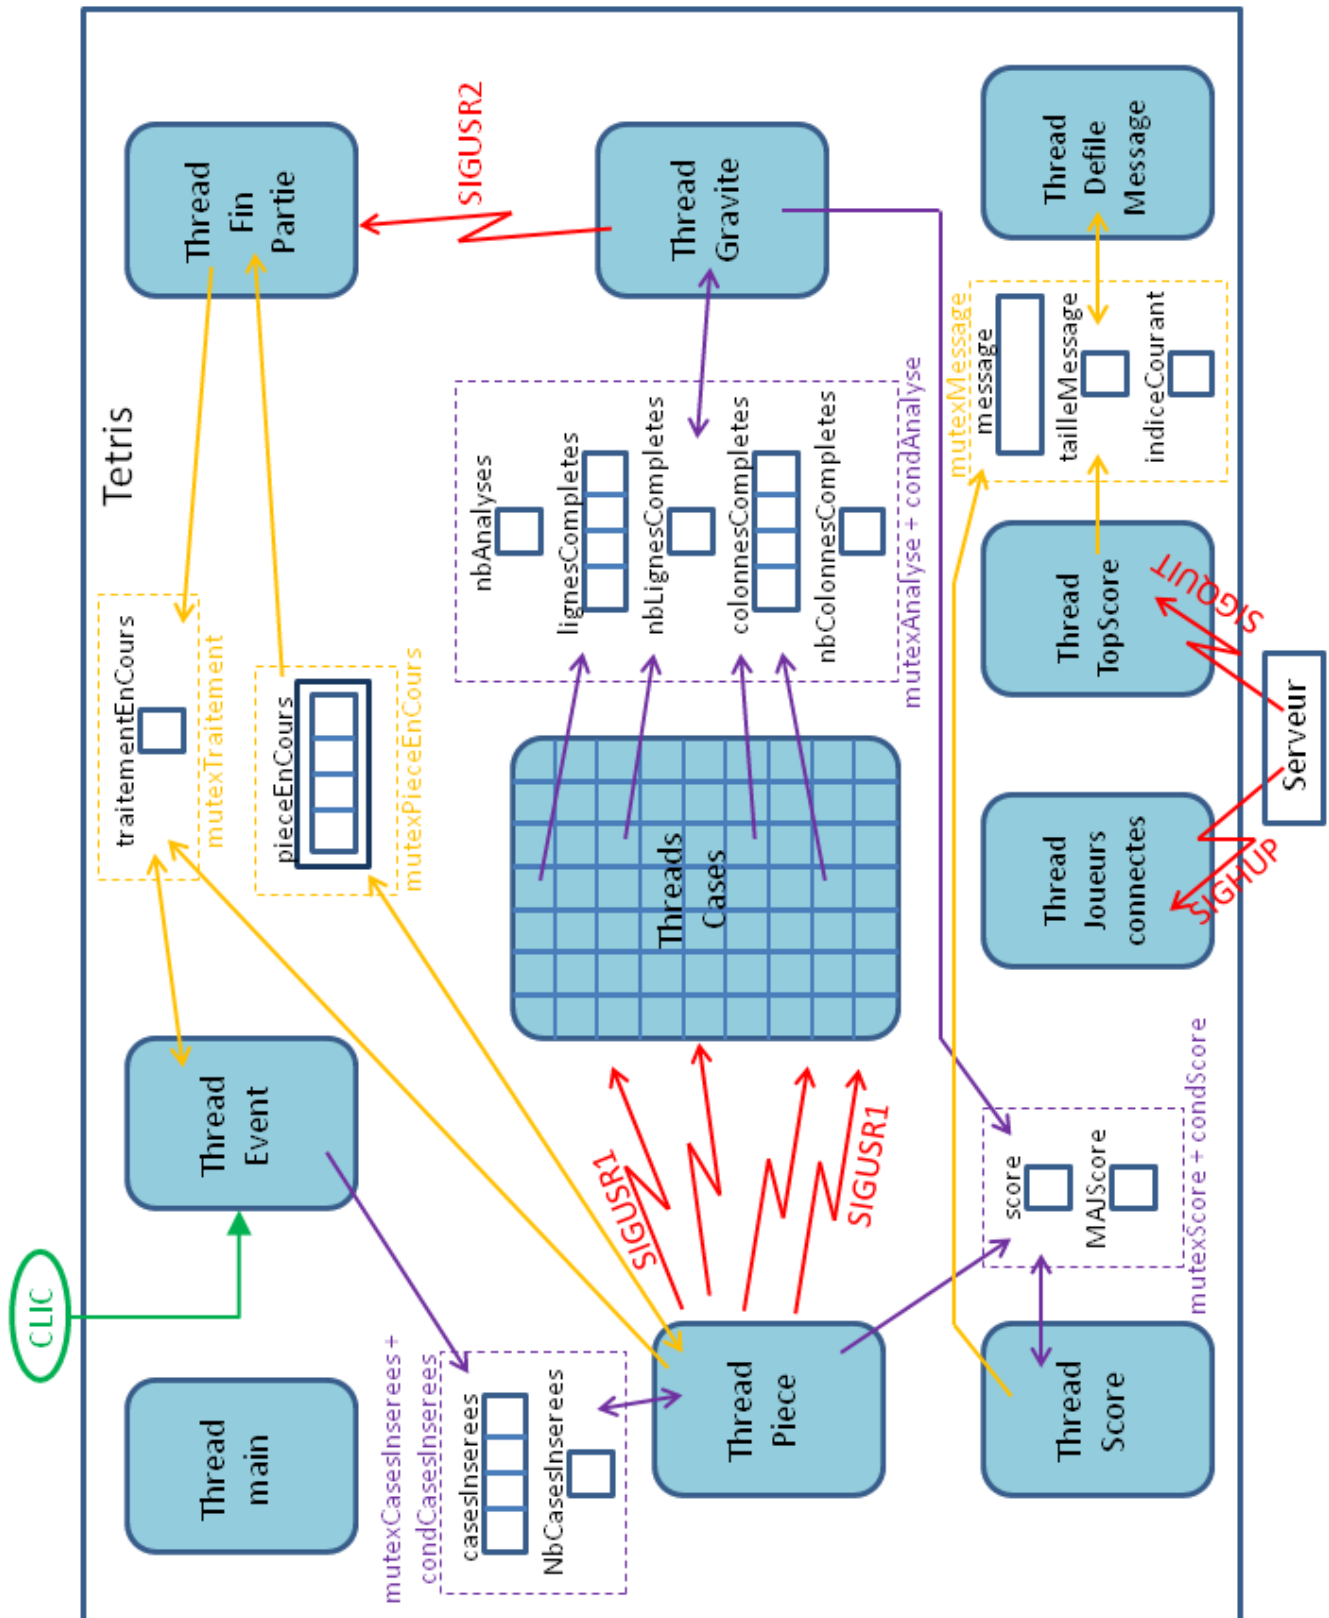 Tetris
CLIC
Thread
main
Thread
Event
traitementEnCours
mutexTraitement
pieceEnCours
mutexPieceEnCours
Thread
Fin
Partie
SIGUSR2
mutexCasesInserees +
condCasesInserees
casesInserees
NbCasesInserees
Thread
Piece
SIGUSR1
SIGUSR1
Threads
Cases
nbAnalyses
lignesCompletes
nbLignesCompletes
colonnesCompletes
nbColonnesCompletes
mutexAnalyse + condAnalyse
Thread
Gravite
Thread
Score
score
MAJScore
mutexScore + condScore
Thread
Joueurs
connectes
SIGHUP
Thread
TopScore
SIGQUIT
mutexMessage
message
tailleMessage
indiceCourant
Thread
Defile
Message
Serveur